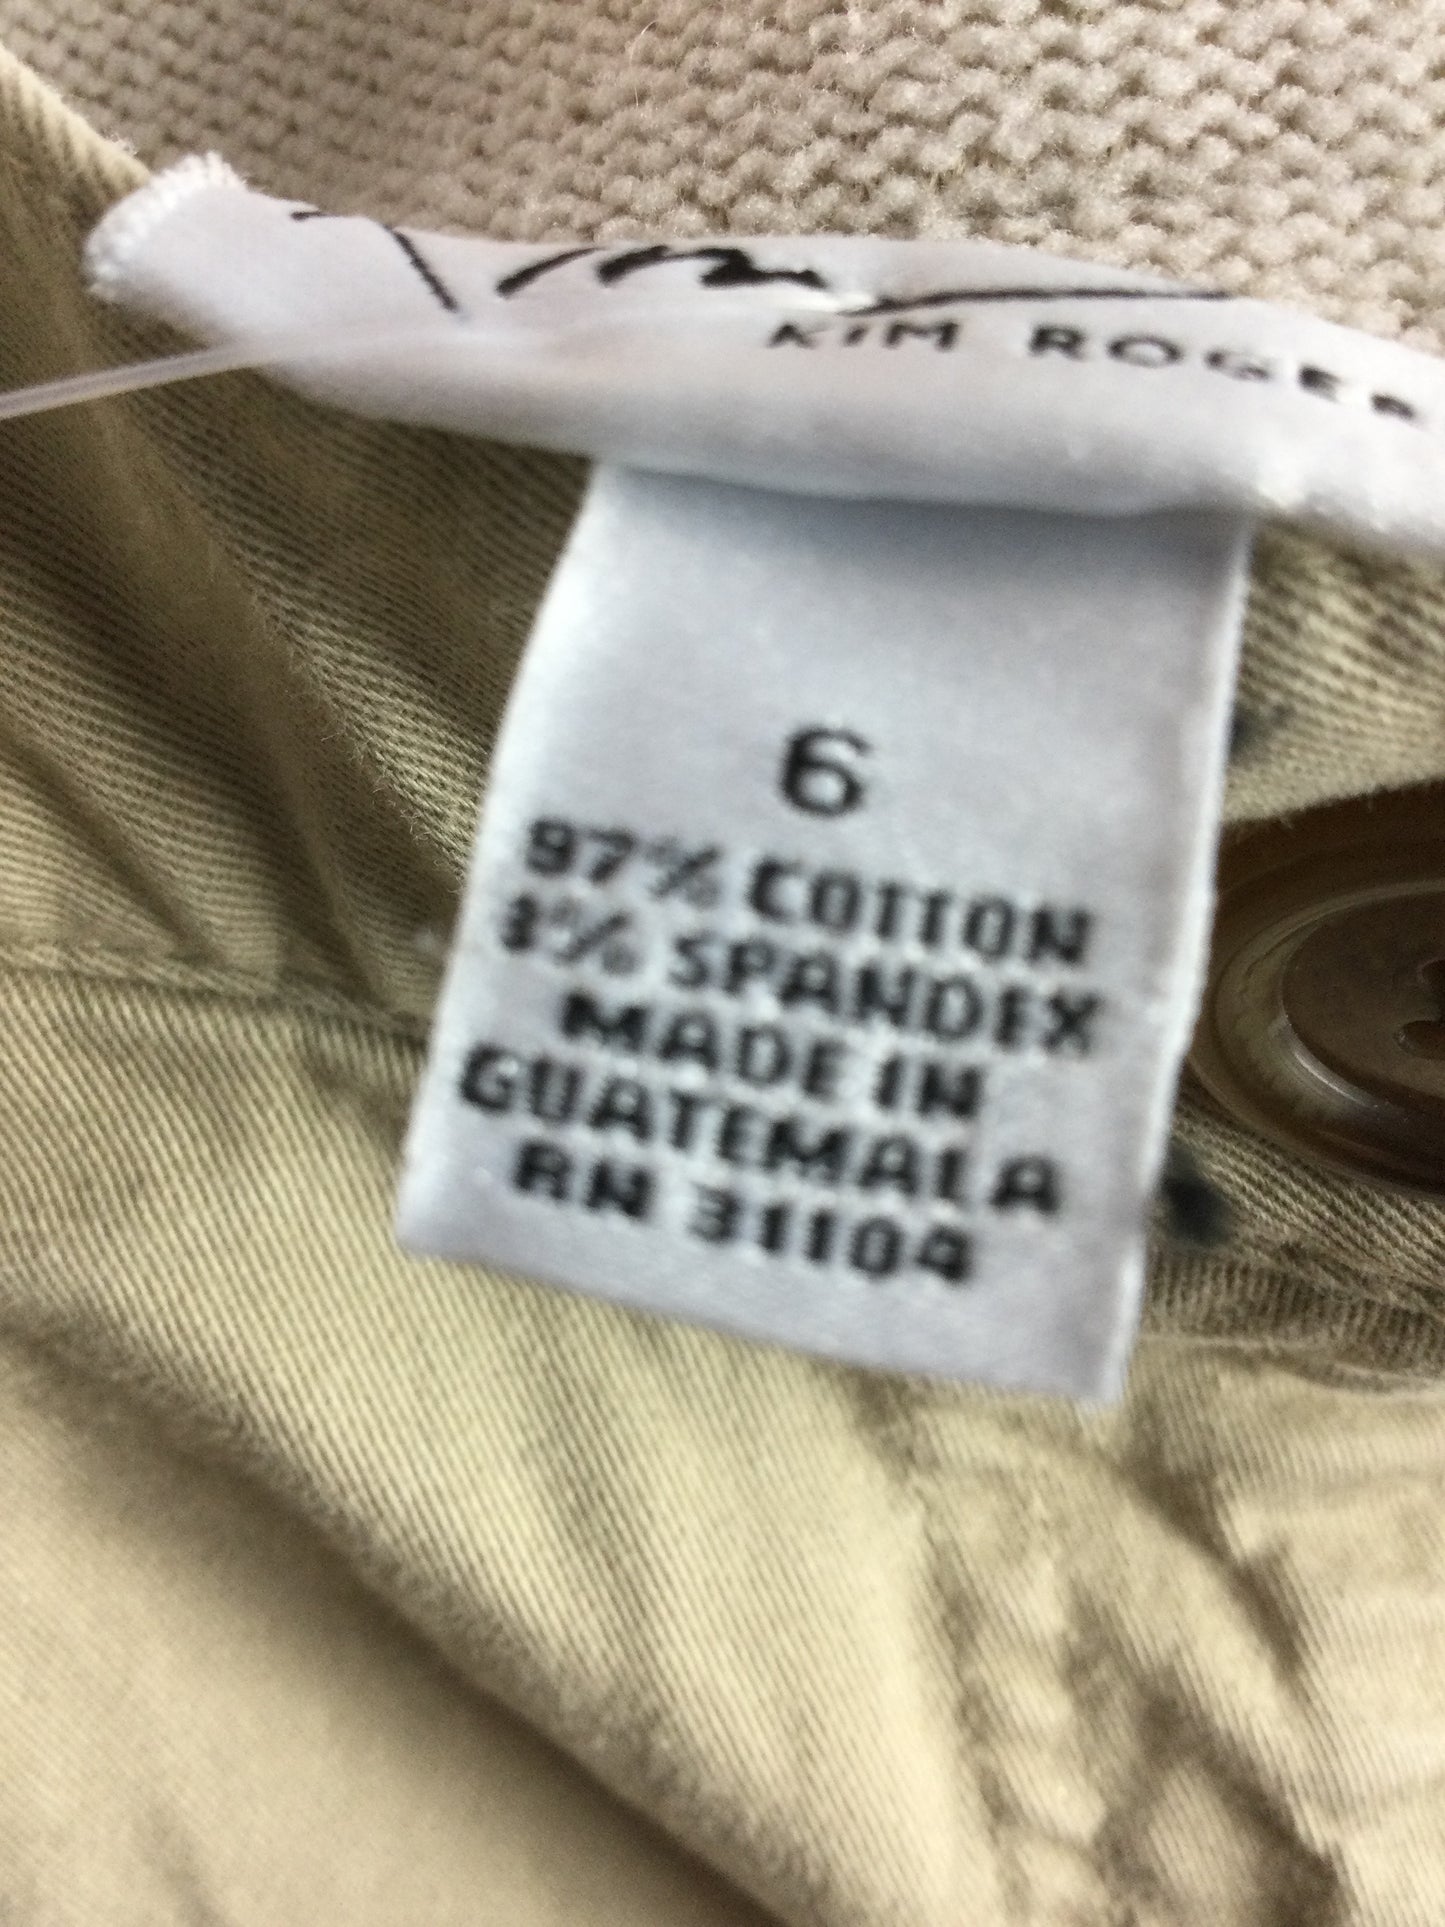 KIM ROGER
6
97% COTTON
3% SPANDEX
MADE IN
GUATEMALA
RN 31104